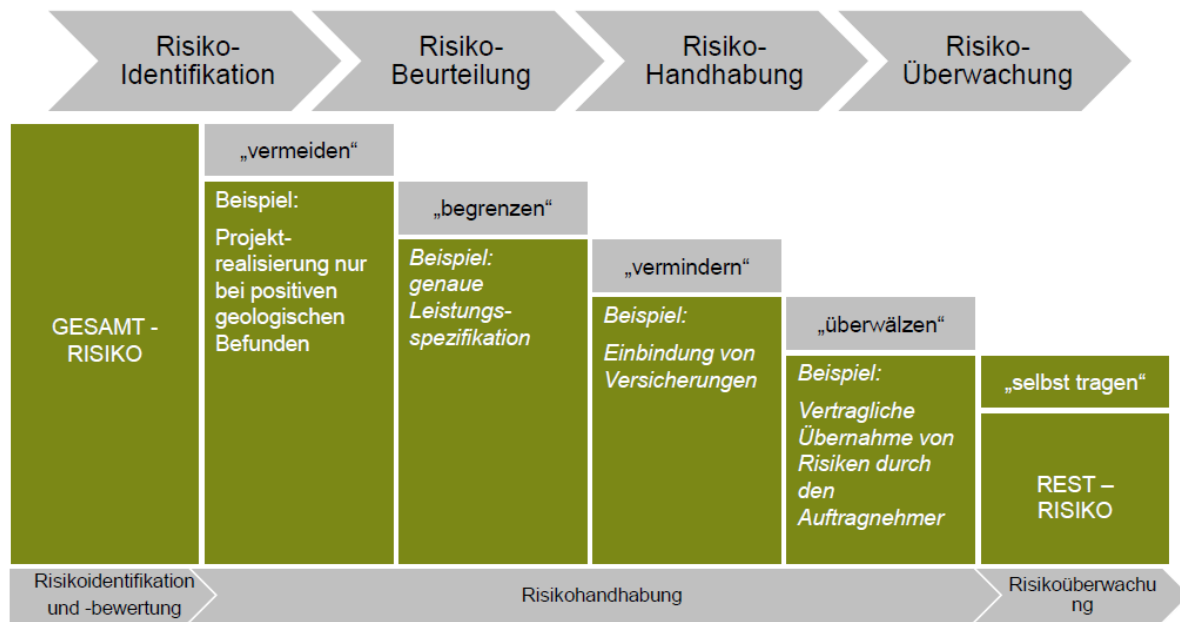 Risiko-
Identifikation
Risiko-
Beurteilung
Risiko-
Handhabung
Risiko-
Überwachung
GESAMT -
RISIKO
„vermeiden“
Beispiel:
Projekt-
realisierung nur
bei positiven
geologischen
Befunden
„begrenzen“
Beispiel:
genaue
Leistungs-
spezifikation
„vermindern“
Beispiel:
Einbindung von
Versicherungen
„überwälzen“
Beispiel:
Vertragliche
Übernahme von
Risiken durch
den
Auftragnehmer
„selbst tragen“
REST –
RISIKO
Risikoidentifikation
und -bewertung
Risikohandhabung
Risikoüberwachu
ng